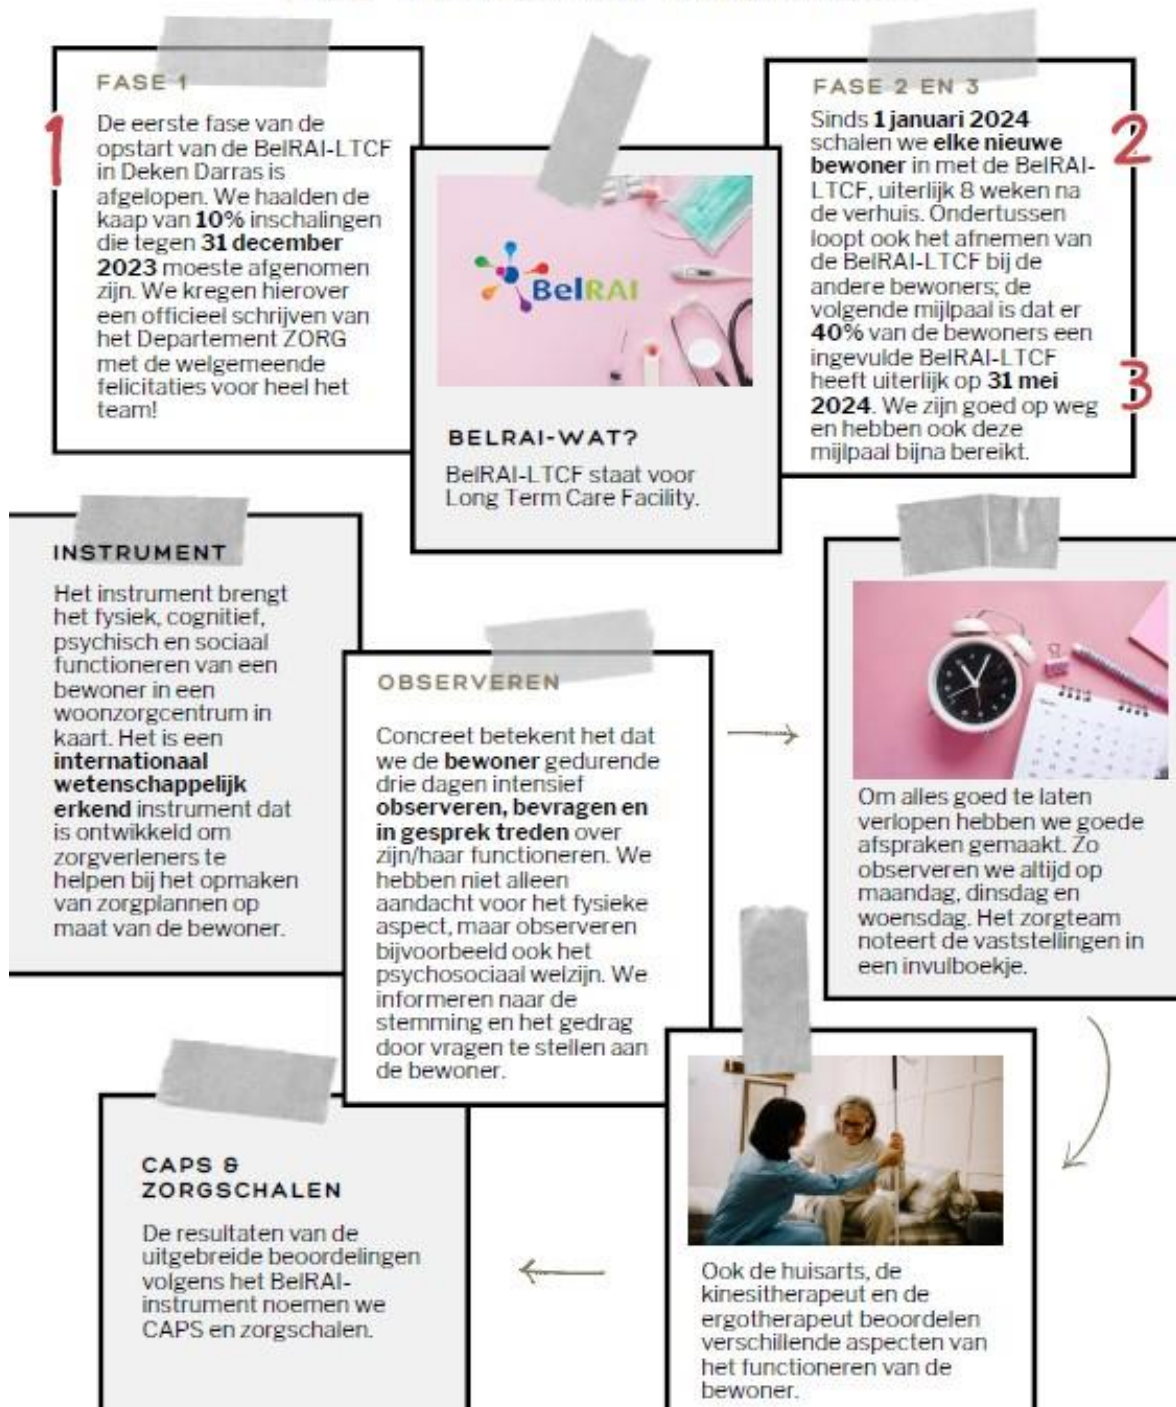 FASE 1
De eerste fase van de
opstart van de BelRAI-LTCF
in Deken Darras is
afgelopen. We haalden de
kaap van 10% inschalingen
die tegen 31 december
2023 moeste afgenomen
zijn. We kregen hierover
een officieel schrijven van
het Departement ZORG
met de welgemeende
felicitaties voor heel het
team!
1
BelRAI
BELRAI-WAT?
BelRAI-LTCF staat voor
Long Term Care Facility.
FASE 2 EN 3
Sinds 1 januari 2024
schalen we elke nieuwe
bewoner in met de BelRAI-
LTCF, uiterlijk 8 weken na
de verhuis. Ondertussen
loopt ook het afnemen van
de BelRAI-LTCF bij de
andere bewoners; de
volgende mijlpaal is dat er
40% van de bewoners een
ingevulde BelRAI-LTCF
heeft uiterlijk op 31 mei
2024. We zijn goed op weg
en hebben ook deze
mijlpaal bijna bereikt.
2
3
INSTRUMENT
Het instrument brengt
het fysiek, cognitief,
psychisch en sociaal
functioneren van een
bewoner in een
woonzorgcentrum in
kaart. Het is een
internationaal
wetenschappelijk
erkend instrument dat
is ontwikkeld om
zorgverleners te
helpen bij het opmaken
van zorgplannen op
maat van de bewoner.
OBSERVEREN
Concreet betekent het dat
we de bewoner gedurende
drie dagen intensief
observeren, bevragen en
in gesprek treden over
zijn/haar functioneren. We
hebben niet alleen
aandacht voor het fysieke
aspect, maar observeren
bijvoorbeeld ook het
psychosociaal welzijn. We
informeren naar de
stemming en het gedrag
door vragen te stellen aan
de bewoner.
Om alles goed te laten
verlopen hebben we goede
afspraken gemaakt. Zo
observeren we altijd op
maandag, dinsdag en
woensdag. Het zorgteam
noteert de vaststellingen in
een invulboekje.
Ook de huisarts, de
kinesitherapeut en de
ergotherapeut beoordelen
verschillende aspecten van
het functioneren van de
bewoner.
CAPS &
ZORGSCHALEN
De resultaten van de
uitgebreide beoordelingen
volgens het BelRAI-
instrument noemen we
CAPS en zorgschalen.